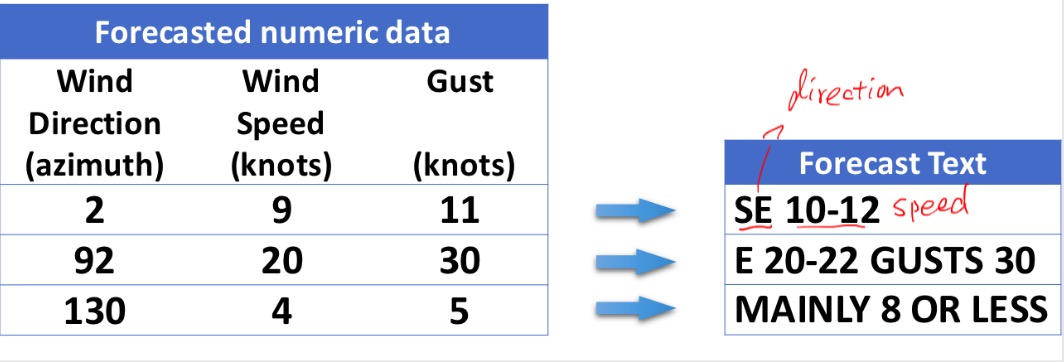 Forecasted numeric data
Wind Direction (azimuth) Wind Speed (knots) Gust (knots)
direction
Forecast Text
2 9 11 SE 10-12 speed
92 20 30 E 20-22 GUSTS 30
130 4 5 MAINLY 8 OR LESS